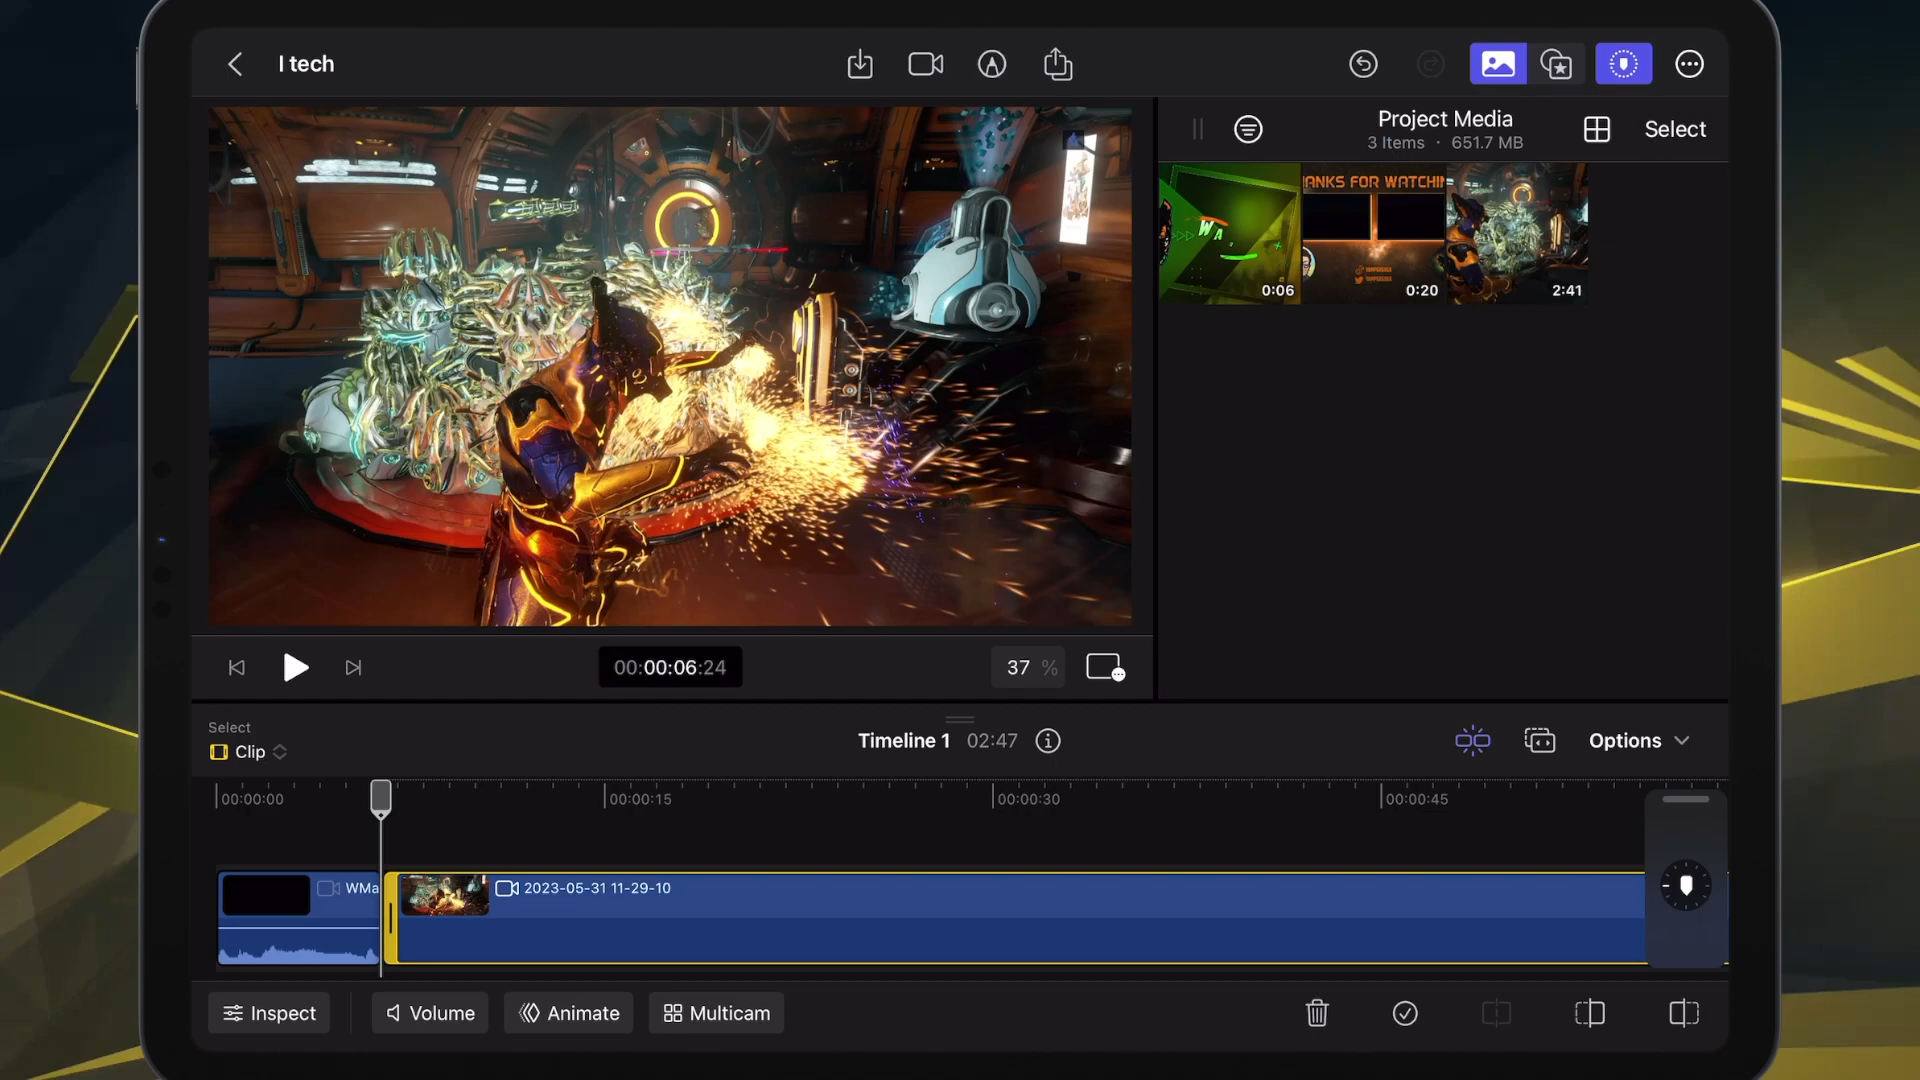 I tech
Project Media
3 Items · 651.7 MB
Select
WA
ANKS FOR WATCHIN
0:06
0:20
2:41
00:00:06:24
37 %
Select
Clip
Timeline 1 02:47
Options
00:00:00
00:00:15
00:00:30
00:00:45
WMa
2023-05-31 11-29-10
Inspect
Volume
Animate
Multicam